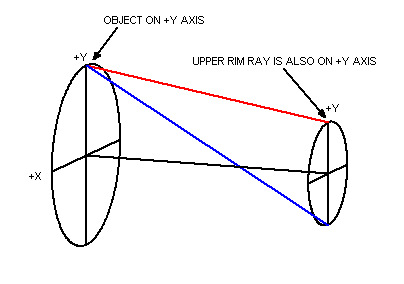 OBJECT ON +Y AXIS
+Y
UPPER RIM RAY IS ALSO ON +Y AXIS
+Y
+X